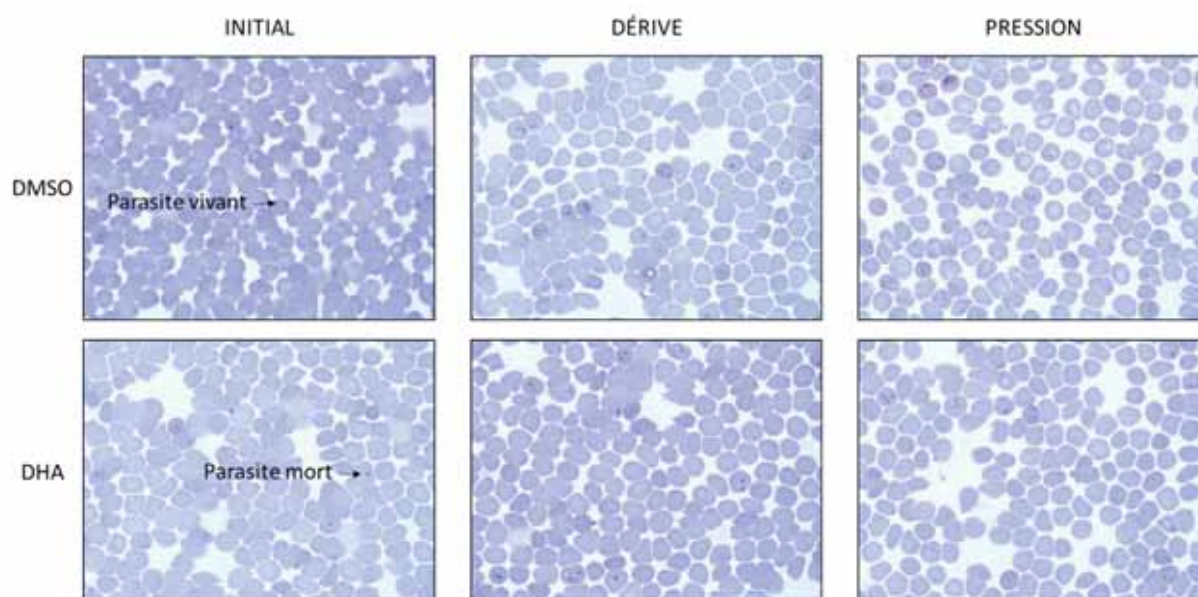 INITIAL
DÉRIVE
PRESSION
DMSO
Parasite vivant
DHA
Parasite mort